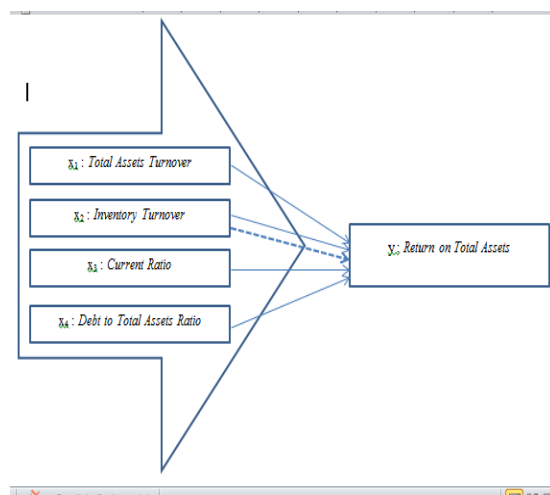 x1 : Total Assets Turnover
x2 : Inventory Turnover
x3 : Current Ratio
x4 : Debt to Total Assets Ratio
y : Return on Total Assets